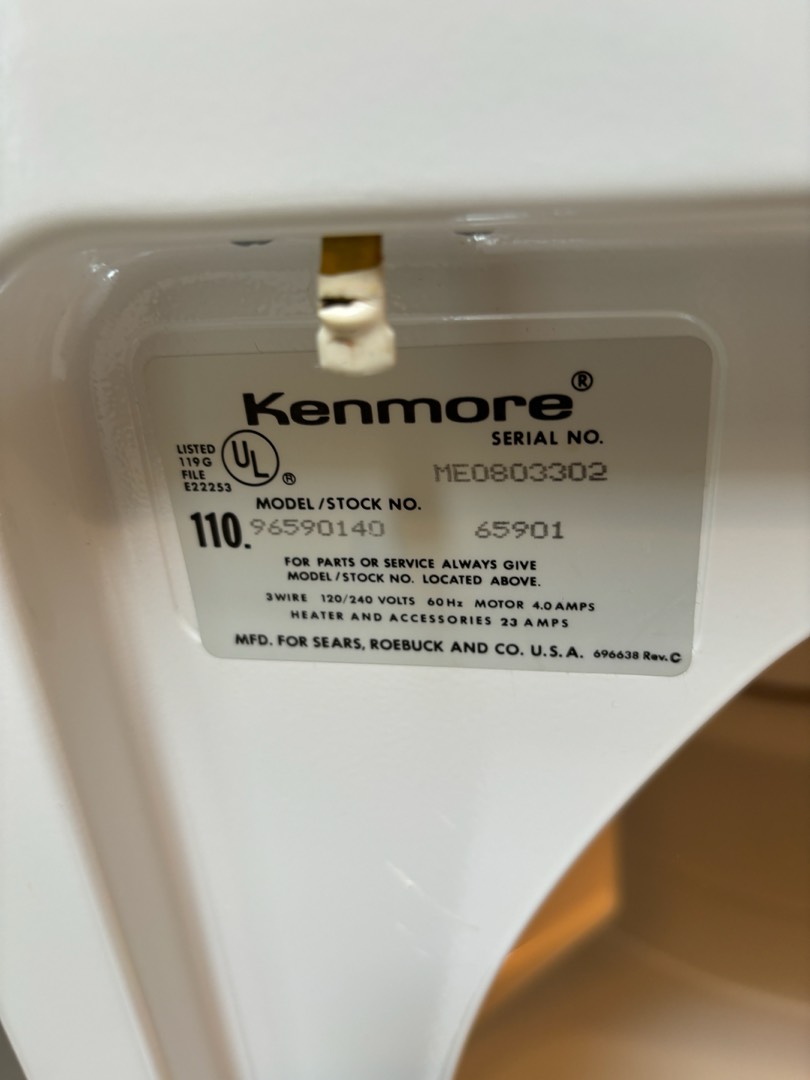 Kenmore®
SERIAL NO.
LISTED
119G
FILE
E22253
UL®
ME0803302
MODEL/STOCK NO.
110.96590140 65901
FOR PARTS OR SERVICE ALWAYS GIVE
MODEL/STOCK NO. LOCATED ABOVE.
3WIRE 120/240 VOLTS 60Hz MOTOR 4.0 AMPS
HEATER AND ACCESSORIES 23 AMPS
MFD. FOR SEARS, ROEBUCK AND CO. U.S.A. 696638 Rev.C